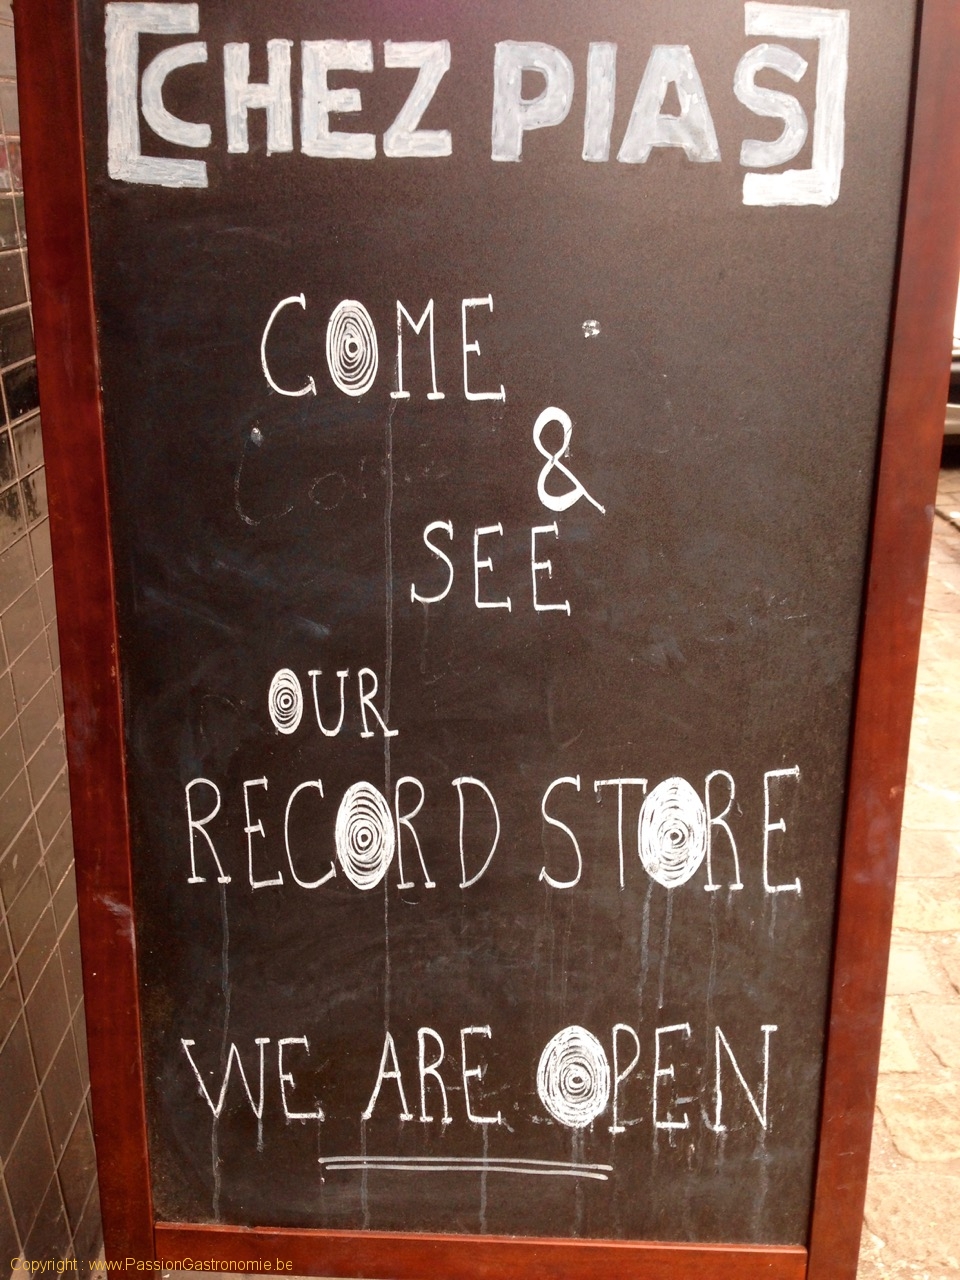 [CHEZ PIAS]
COME
&
SEE
OUR
RECORD STORE
WE ARE OPEN
Copyright : www.PassionGastronomie.be